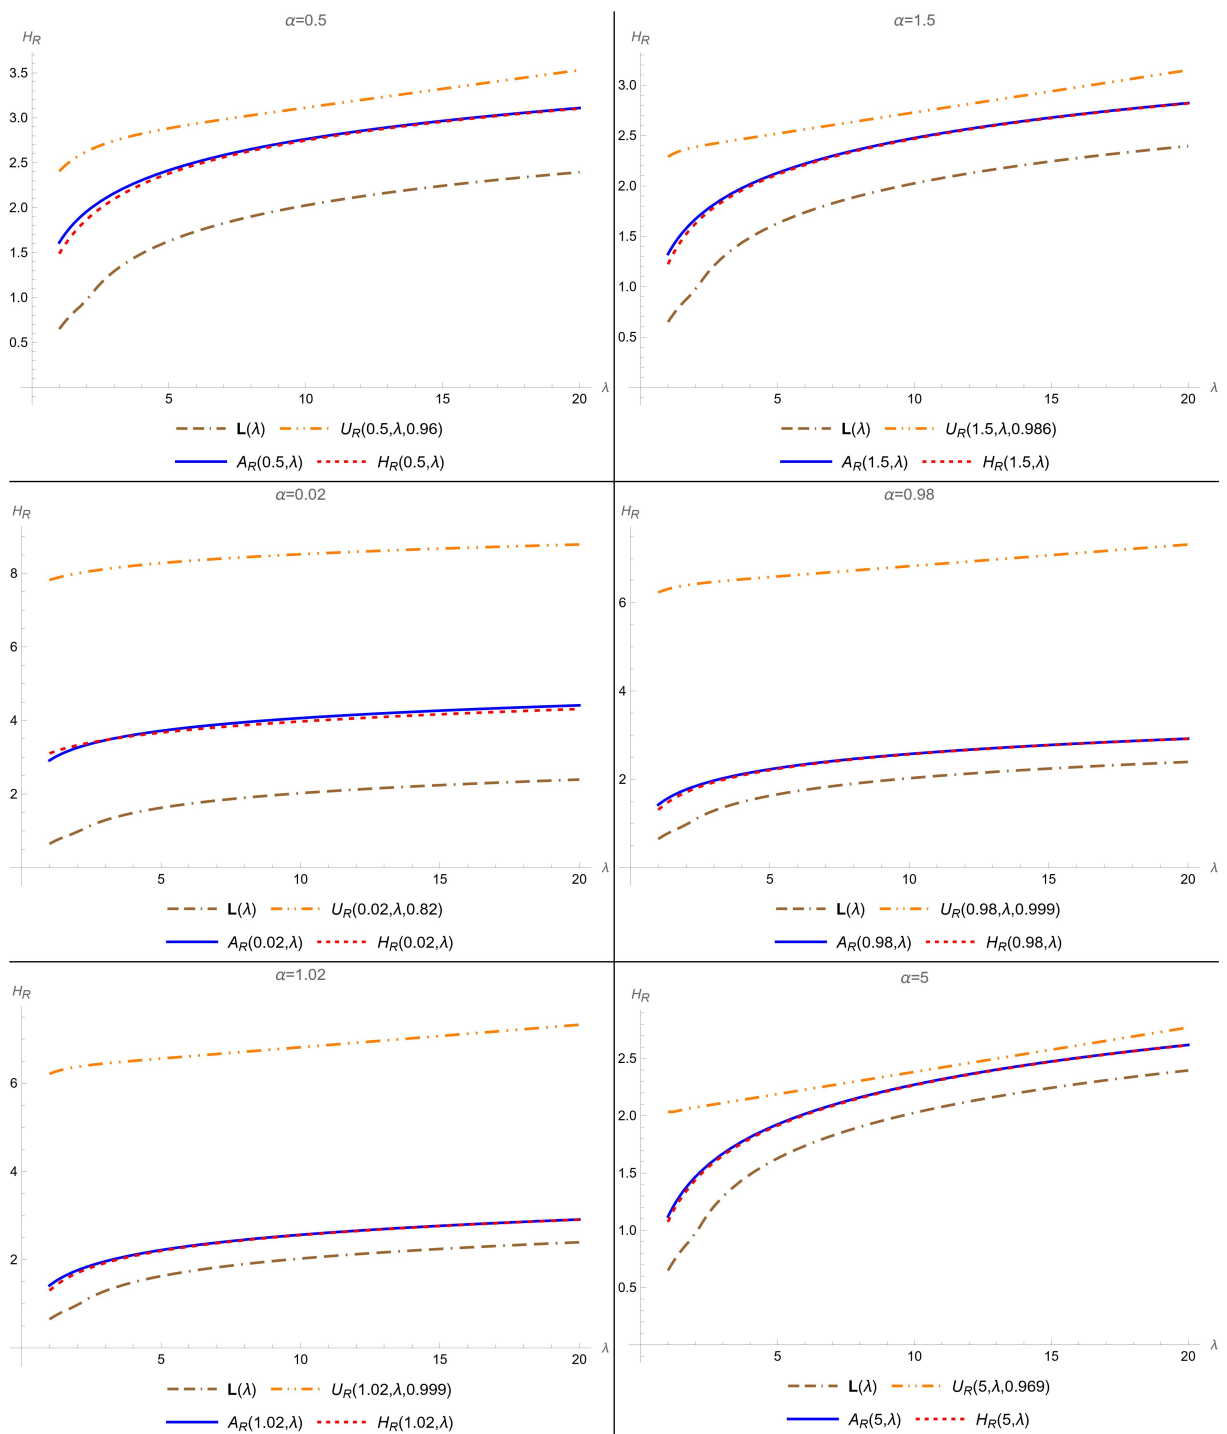 α=0.5
H_R
3.5
3.0
2.5
2.0
1.5
1.0
0.5
5 10 15 20 λ
L(λ) U_R(0.5,λ,0.96)
A_R(0.5,λ) H_R(0.5,λ)
α=1.5
H_R
3.0
2.5
2.0
1.5
1.0
0.5
5 10 15 20 λ
L(λ) U_R(1.5,λ,0.986)
A_R(1.5,λ) H_R(1.5,λ)
α=0.02
H_R
8
6
4
2
5 10 15 20 λ
L(λ) U_R(0.02,λ,0.82)
A_R(0.02,λ) H_R(0.02,λ)
α=0.98
H_R
6
4
2
5 10 15 20 λ
L(λ) U_R(0.98,λ,0.999)
A_R(0.98,λ) H_R(0.98,λ)
α=1.02
H_R
6
4
2
5 10 15 20 λ
L(λ) U_R(1.02,λ,0.999)
A_R(1.02,λ) H_R(1.02,λ)
α=5
H_R
2.5
2.0
1.5
1.0
0.5
5 10 15 20 λ
L(λ) U_R(5,λ,0.969)
A_R(5,λ) H_R(5,λ)